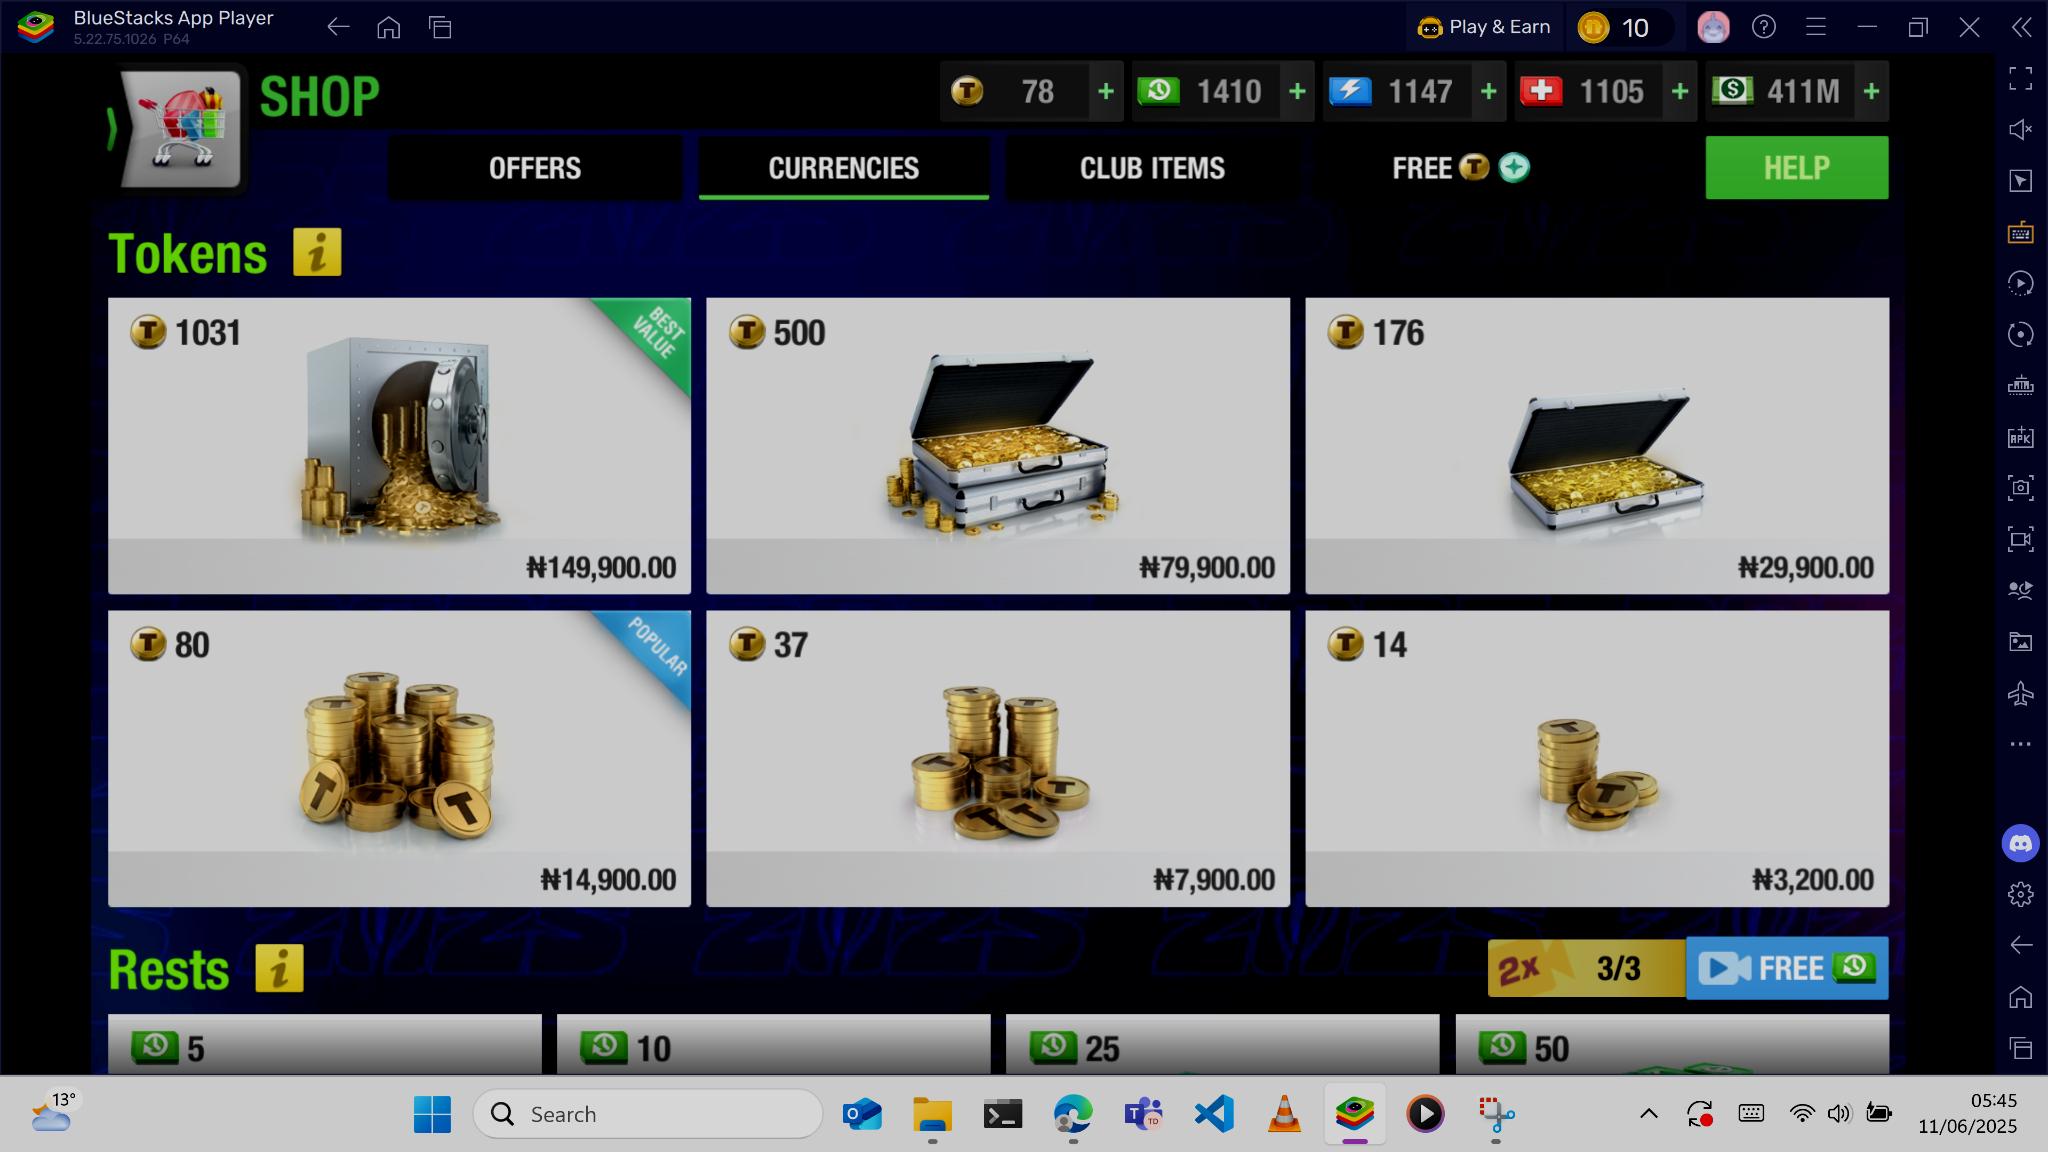 BlueStacks App Player
5.22.75.1026 P64
Play & Earn
10
SHOP
78 +
1410 +
1147 +
1105 +
411M +
OFFERS
CURRENCIES
CLUB ITEMS
FREE T
HELP
Tokens i
T 1031
BEST VALUE
T 500
T 176
₦149,900.00
₦79,900.00
₦29,900.00
T 80
POPULAR
T 37
T 14
₦14,900.00
₦7,900.00
₦3,200.00
Rests i
2x 3/3
FREE
5
10
25
50
13°
Search
05:45
11/06/2025